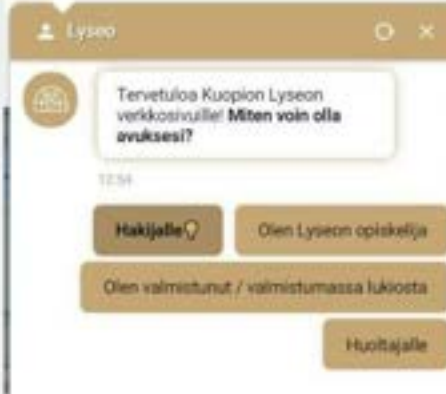 Lyseo
Tervetuloa Kuopion Lyseon
verkkosivuille! Miten voin olla
avuksesi?
12:54
Hakijalle
Olen Lyseon opiskelija
Olen valmistunut / valmistumassa lukiosta
Huoltajalle